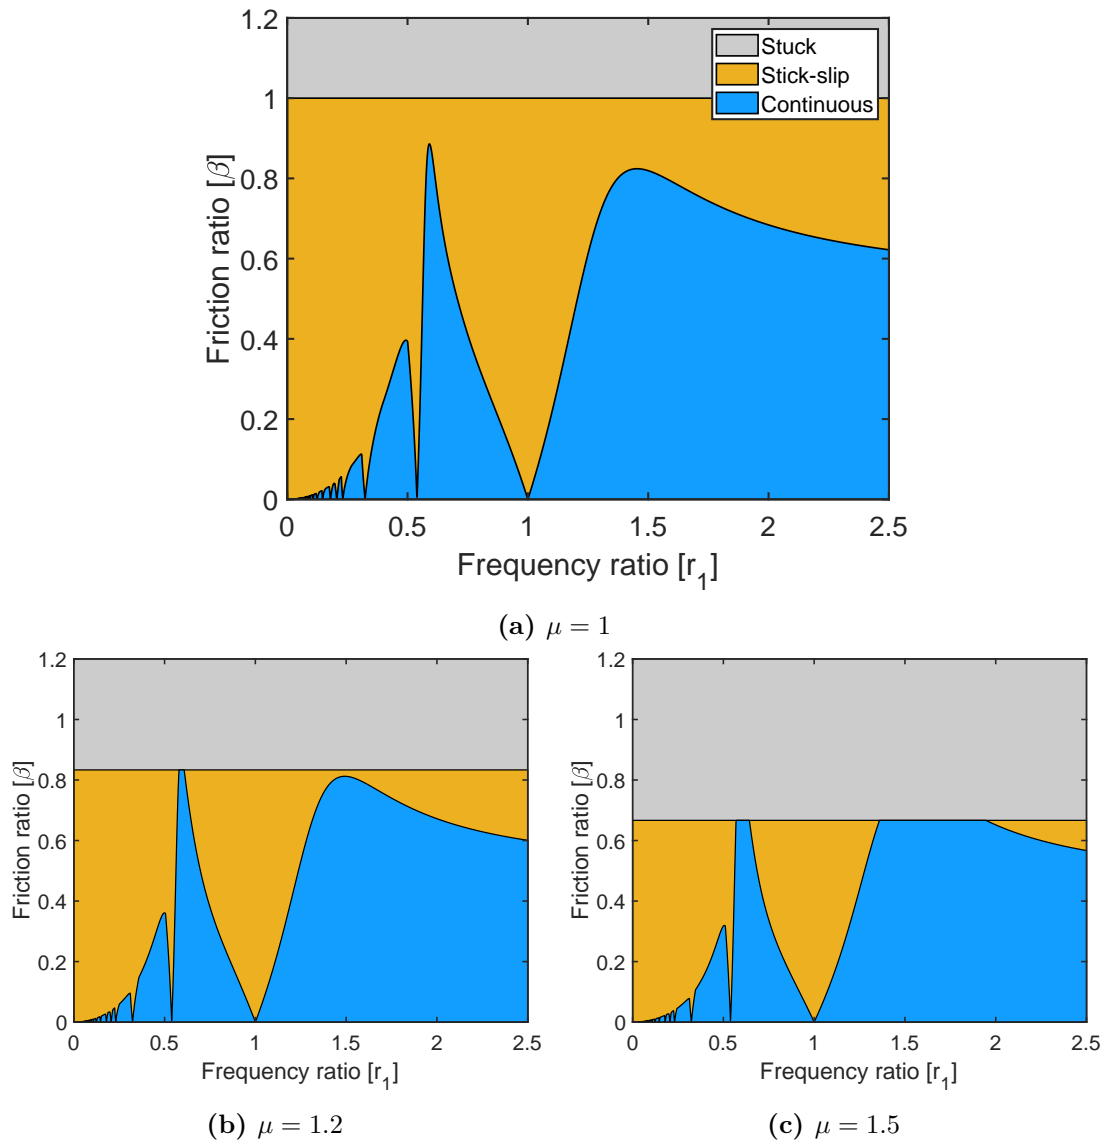 1.2
1
0.8
0.6
0.4
0.2
0
Friction ratio [β]
Stuck
Stick-slip
Continuous
0 0.5 1 1.5 2 2.5
Frequency ratio [r₁]
(a) μ = 1
1.2
1
0.8
0.6
0.4
0.2
0
Friction ratio [β]
0 0.5 1 1.5 2 2.5
Frequency ratio [r₁]
(b) μ = 1.2
1.2
1
0.8
0.6
0.4
0.2
0
Friction ratio [β]
0 0.5 1 1.5 2 2.5
Frequency ratio [r₁]
(c) μ = 1.5